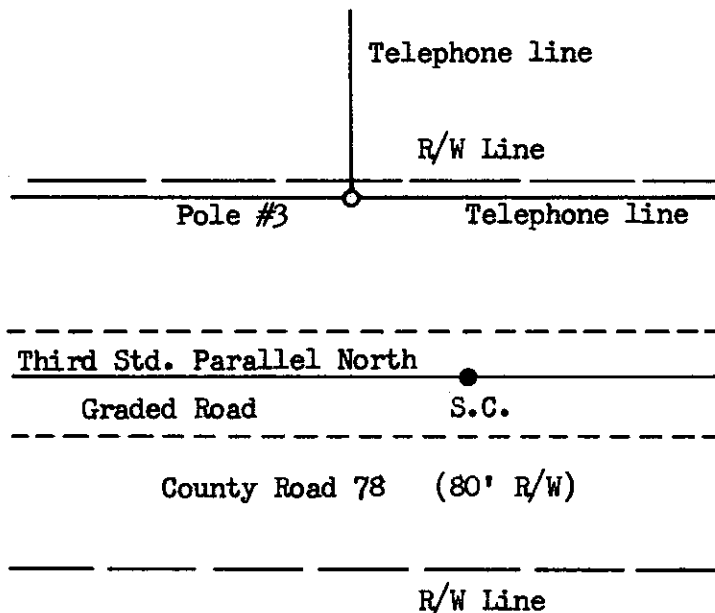 Telephone line
R/W Line
Pole #3 Telephone line
Third Std. Parallel North
Graded Road S.C.
County Road 78 (80' R/W)
R/W Line